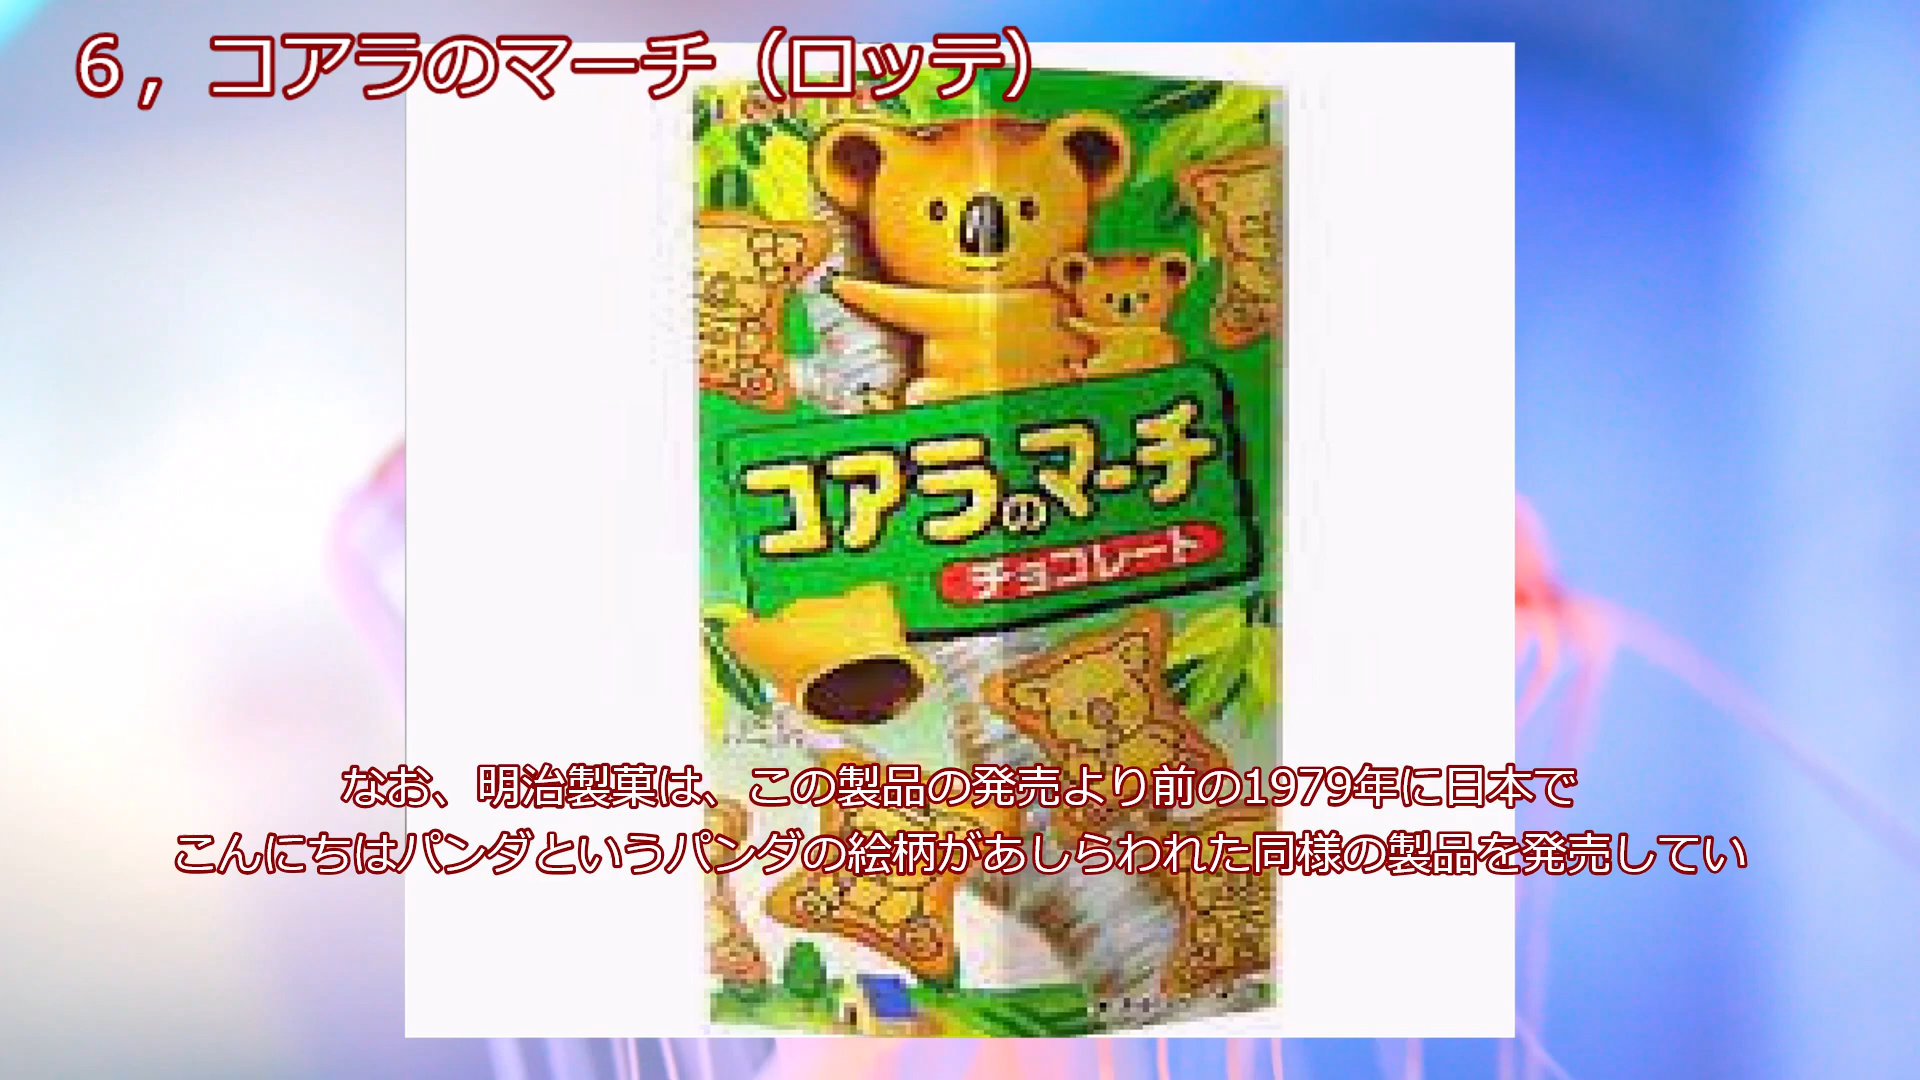 ６，コアラのマーチ（ロッテ）
コアラのマーチ
チョコレート
なお、明治製菓は、この製品の発売より前の1979年に日本で
こんにちはパンダというパンダの絵柄があしらわれた同様の製品を発売してい